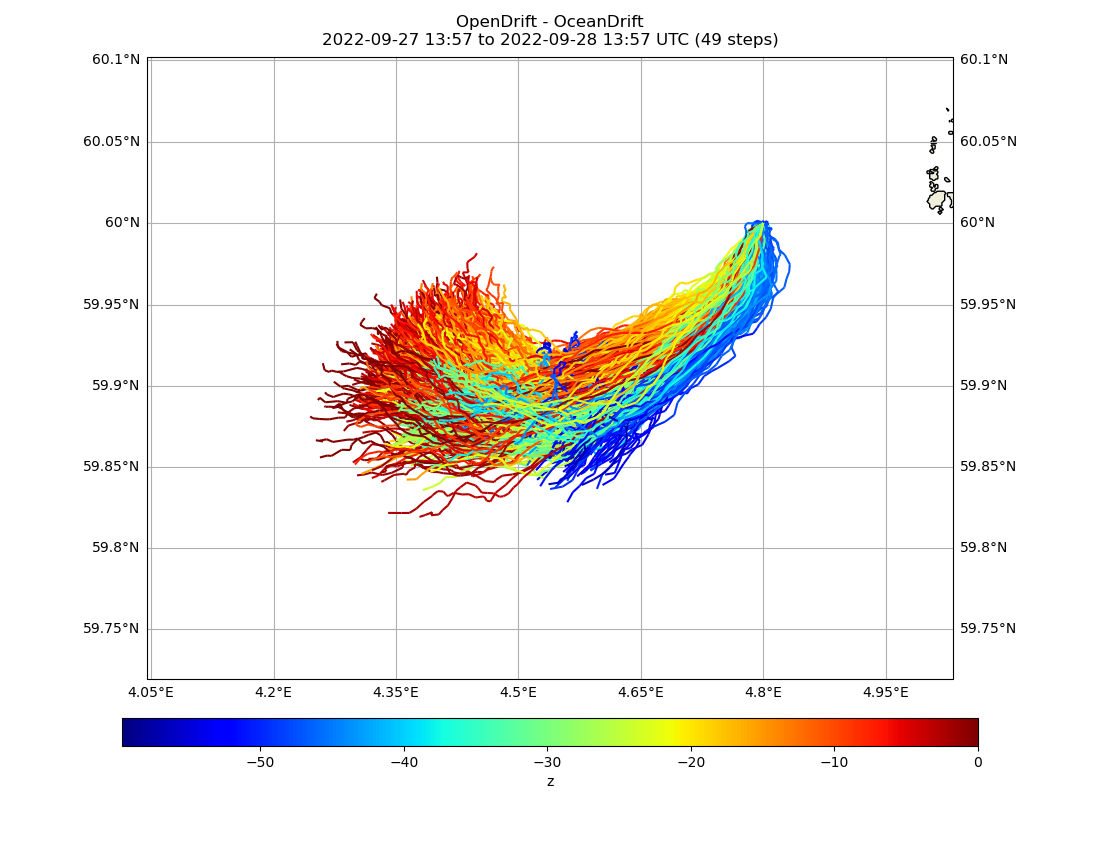 OpenDrift - OceanDrift
2022-09-27 13:57 to 2022-09-28 13:57 UTC (49 steps)
60.1°N 60.1°N
60.05°N 60.05°N
60°N 60°N
59.95°N 59.95°N
59.9°N 59.9°N
59.85°N 59.85°N
59.8°N 59.8°N
59.75°N 59.75°N
4.05°E 4.2°E 4.35°E 4.5°E 4.65°E 4.8°E 4.95°E
−50 −40 −30 −20 −10 0
z